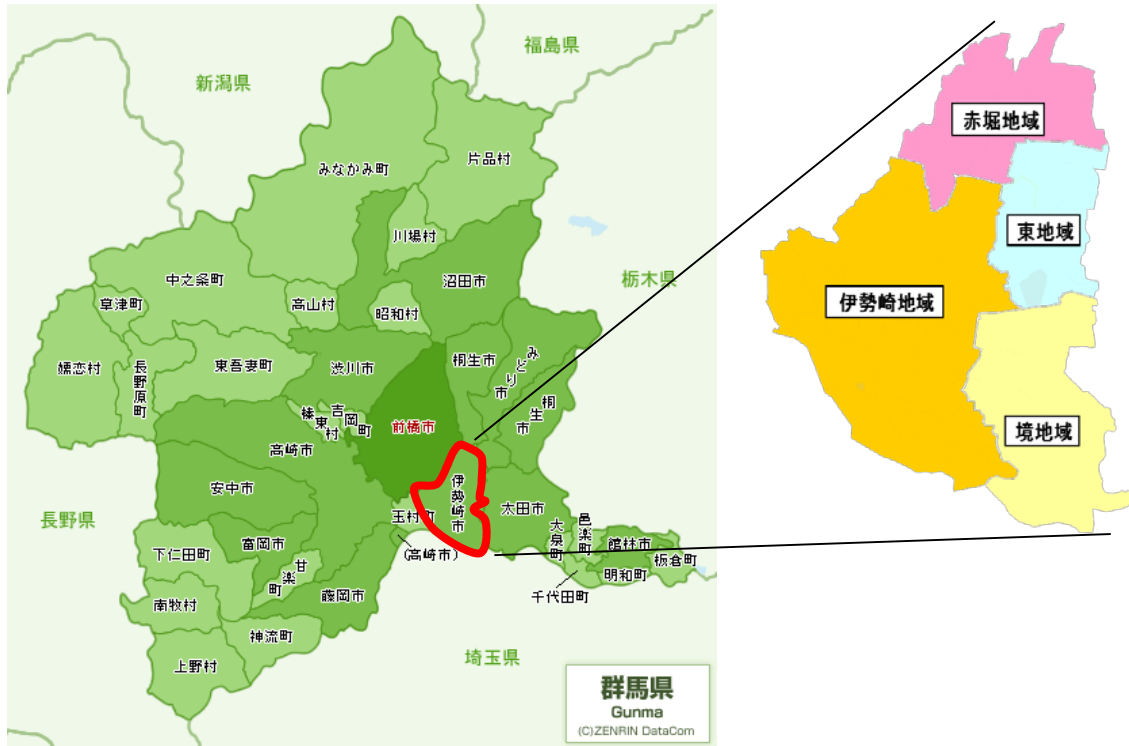 福島県
新潟県
片品村
みなかみ町
川場村
中之条町
沼田市
栃木県
草津町
高山村
昭和村
嬬恋村
長野原町
東吾妻町
渋川市
桐生市
みどり市
桐生市
榛東村
吉岡町
前橋市
高崎市
安中市
伊勢崎市
玉村町
太田市
長野県
(高崎市)
大泉町
邑楽町
館林市
板倉町
明和町
千代田町
下仁田町
富岡市
甘楽町
南牧村
藤岡市
神流町
上野村
埼玉県
群馬県
Gunma
(C)ZENRIN DataCom
赤堀地域
東地域
伊勢崎地域
境地域